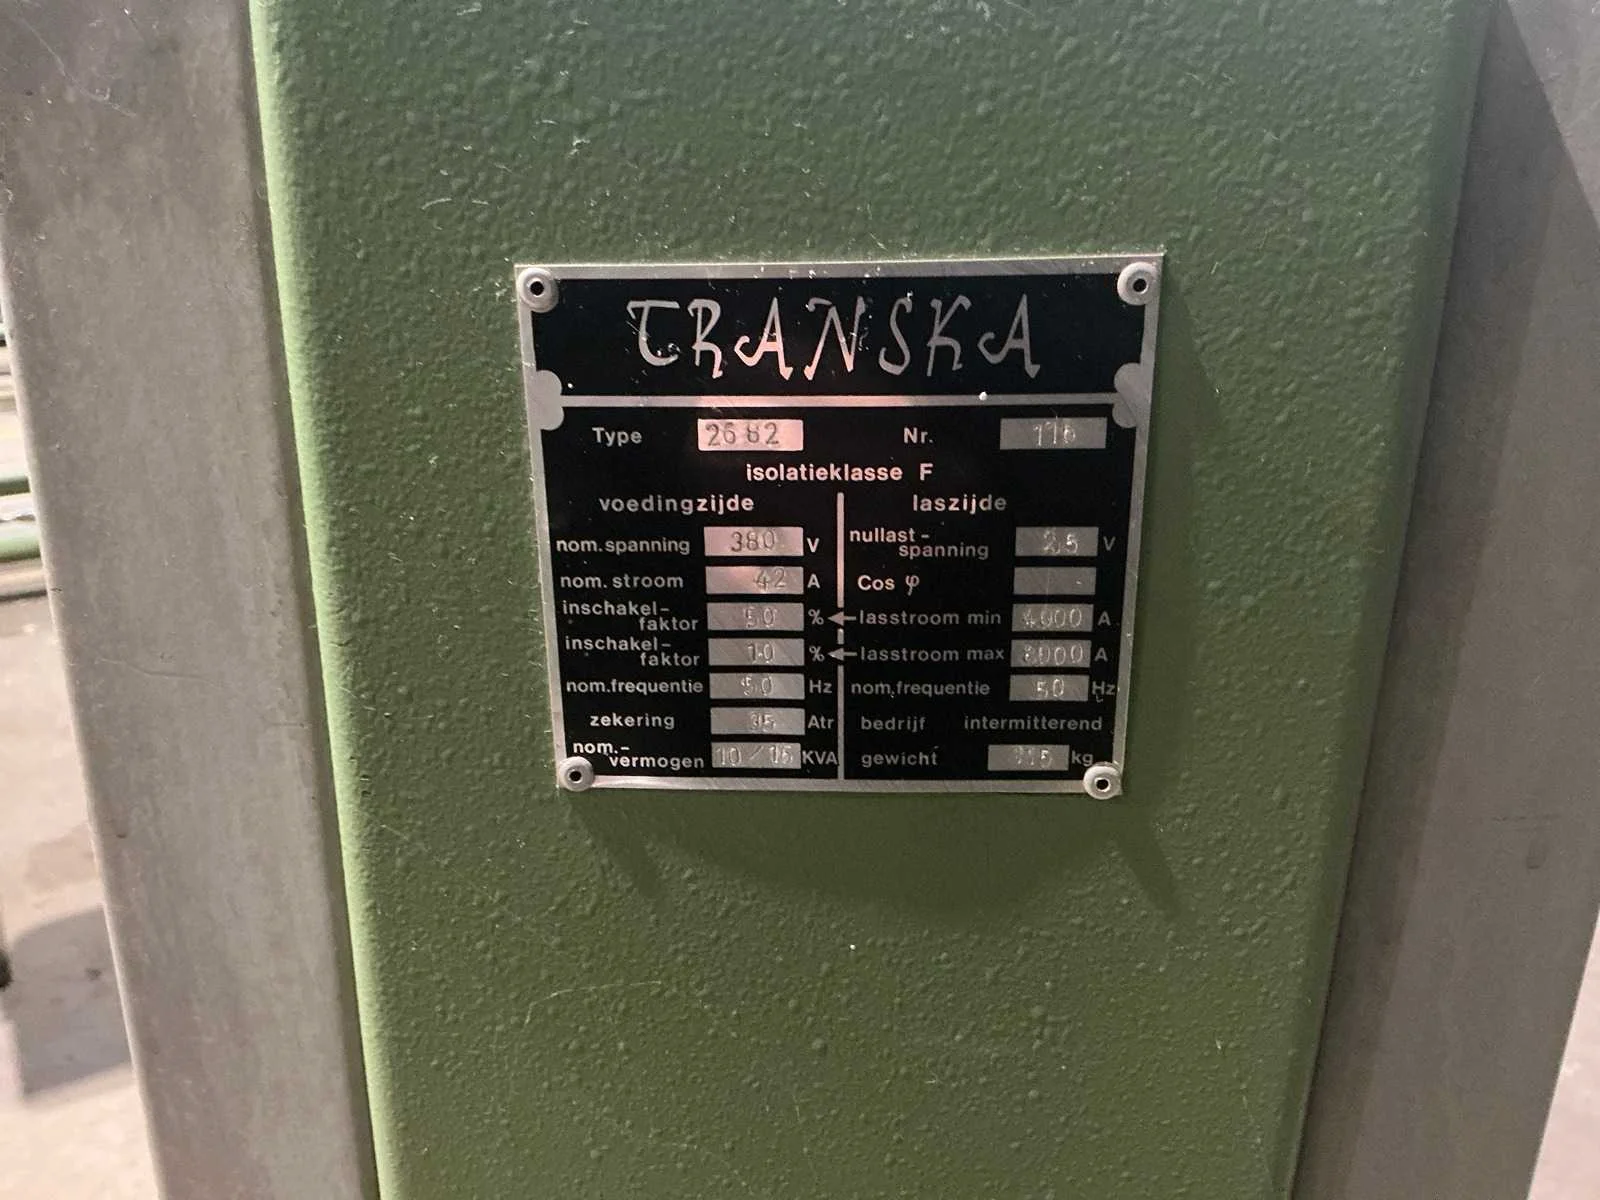 TRANSKA
Type 2682 Nr. 116
isolatieklasse F
voedingzijde laszijde
nom. spanning 380 V nullast-spanning 2,5 V
nom. stroom 42 A Cos φ
inschakel-faktor 50 % ← lasstroom min 4000 A
inschakel-faktor 10 % ← lasstroom max 8000 A
nom. frequentie 50 Hz nom. frequentie 50 Hz
zekering 35 Atr bedrijf intermitterend
nom.-vermogen 10/16 KVA gewicht kg